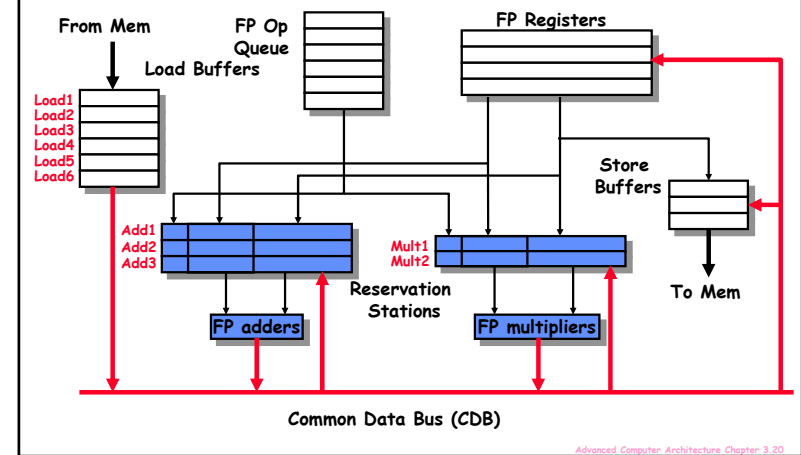 From Mem
FP Op
Queue
FP Registers
Load Buffers
Load1
Load2
Load3
Load4
Load5
Load6
Store
Buffers
Add1
Add2
Add3
Mult1
Mult2
Reservation
Stations
To Mem
FP adders
FP multipliers
Common Data Bus (CDB)
Advanced Computer Architecture Chapter 3.20